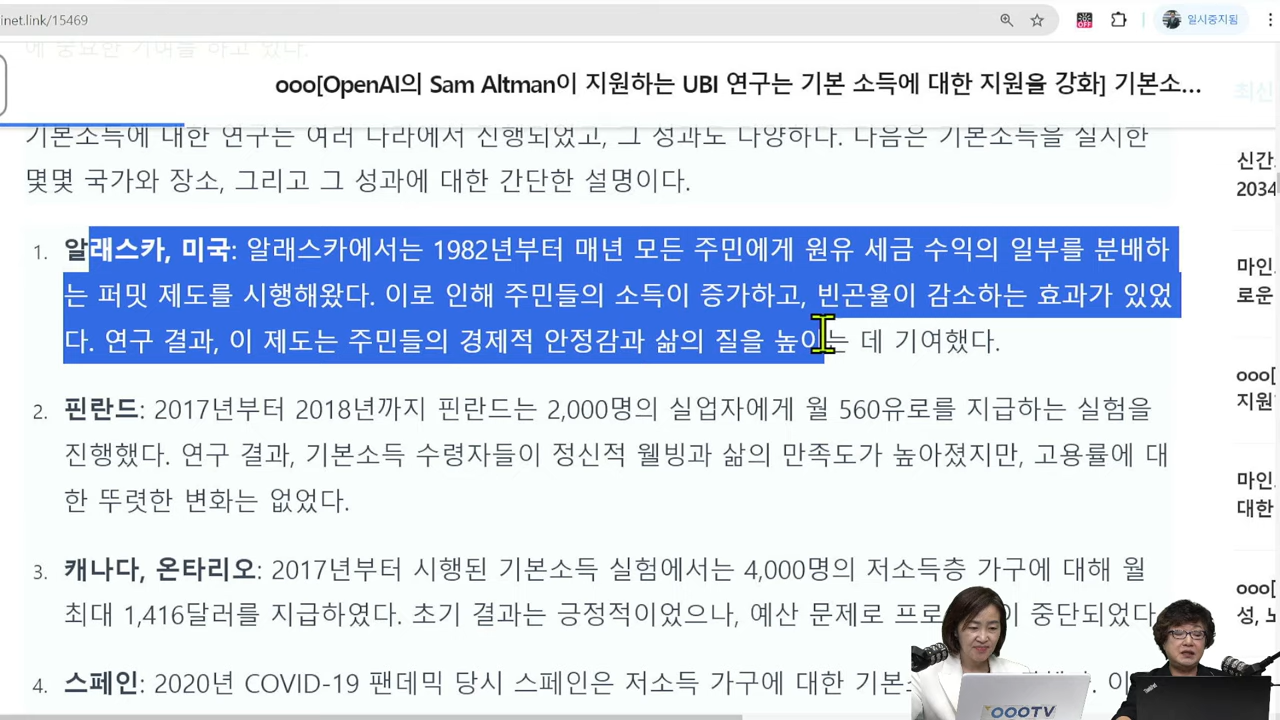 inet.link/15469
OFF
일시중지됨
에 중요한 기여를 하고 있다.
ooo[OpenAI의 Sam Altman이 지원하는 UBI 연구는 기본 소득에 대한 지원을 강화] 기본소...
최신
기본소득에 대한 연구는 여러 나라에서 진행되었고, 그 성과도 다양하다. 다음은 기본소득을 실시한
몇몇 국가와 장소, 그리고 그 성과에 대한 간단한 설명이다.
1. 알래스카, 미국: 알래스카에서는 1982년부터 매년 모든 주민에게 원유 세금 수익의 일부를 분배하
는 퍼밋 제도를 시행해왔다. 이로 인해 주민들의 소득이 증가하고, 빈곤율이 감소하는 효과가 있었
다. 연구 결과, 이 제도는 주민들의 경제적 안정감과 삶의 질을 높이는 데 기여했다.
2. 핀란드: 2017년부터 2018년까지 핀란드는 2,000명의 실업자에게 월 560유로를 지급하는 실험을
진행했다. 연구 결과, 기본소득 수령자들이 정신적 웰빙과 삶의 만족도가 높아졌지만, 고용률에 대
한 뚜렷한 변화는 없었다.
3. 캐나다, 온타리오: 2017년부터 시행된 기본소득 실험에서는 4,000명의 저소득층 가구에 대해 월
최대 1,416달러를 지급하였다. 초기 결과는 긍정적이었으나, 예산 문제로 프로 이 중단되었다
4. 스페인: 2020년 COVID-19 팬데믹 당시 스페인은 저소득 가구에 대한 기본
신간
2034
마인
로운
ooo[
지원
마인
대한
ooo[
성, 노
OOOTV
ThinkPad